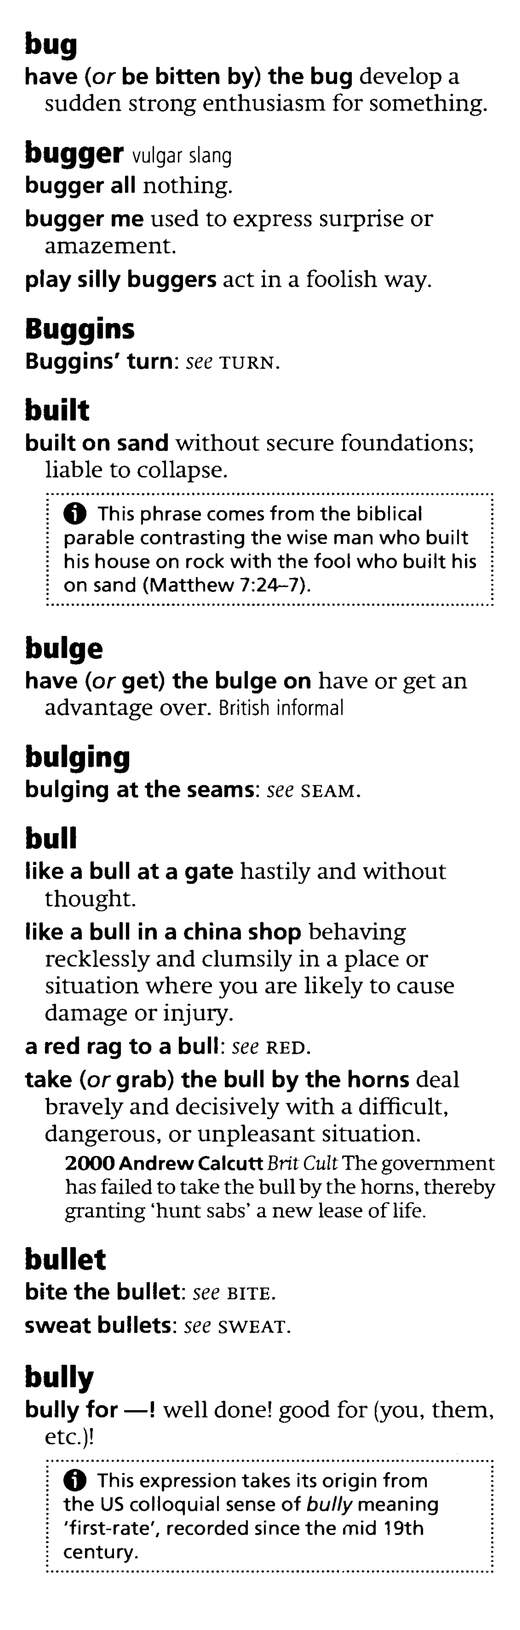 bug
have (or be bitten by) the bug develop a
sudden strong enthusiasm for something.
bugger vulgar slang
bugger all nothing.
bugger me used to express surprise or
amazement.
play silly buggers act in a foolish way.
Buggins
Buggins' turn: see TURN.
built
built on sand without secure foundations;
liable to collapse.
This phrase comes from the biblical
parable contrasting the wise man who built
his house on rock with the fool who built his
on sand (Matthew 7:24–7).
bulge
have (or get) the bulge on have or get an
advantage over. British informal
bulging
bulging at the seams: see SEAM.
bull
like a bull at a gate hastily and without
thought.
like a bull in a china shop behaving
recklessly and clumsily in a place or
situation where you are likely to cause
damage or injury.
a red rag to a bull: see RED.
take (or grab) the bull by the horns deal
bravely and decisively with a difficult,
dangerous, or unpleasant situation.
2000 Andrew Calcutt Brit Cult The government
has failed to take the bull by the horns, thereby
granting ‘hunt sabs’ a new lease of life.
bullet
bite the bullet: see BITE.
sweat bullets: see SWEAT.
bully
bully for —! well done! good for (you, them,
etc.)!
This expression takes its origin from
the US colloquial sense of bully meaning
'first-rate', recorded since the mid 19th
century.